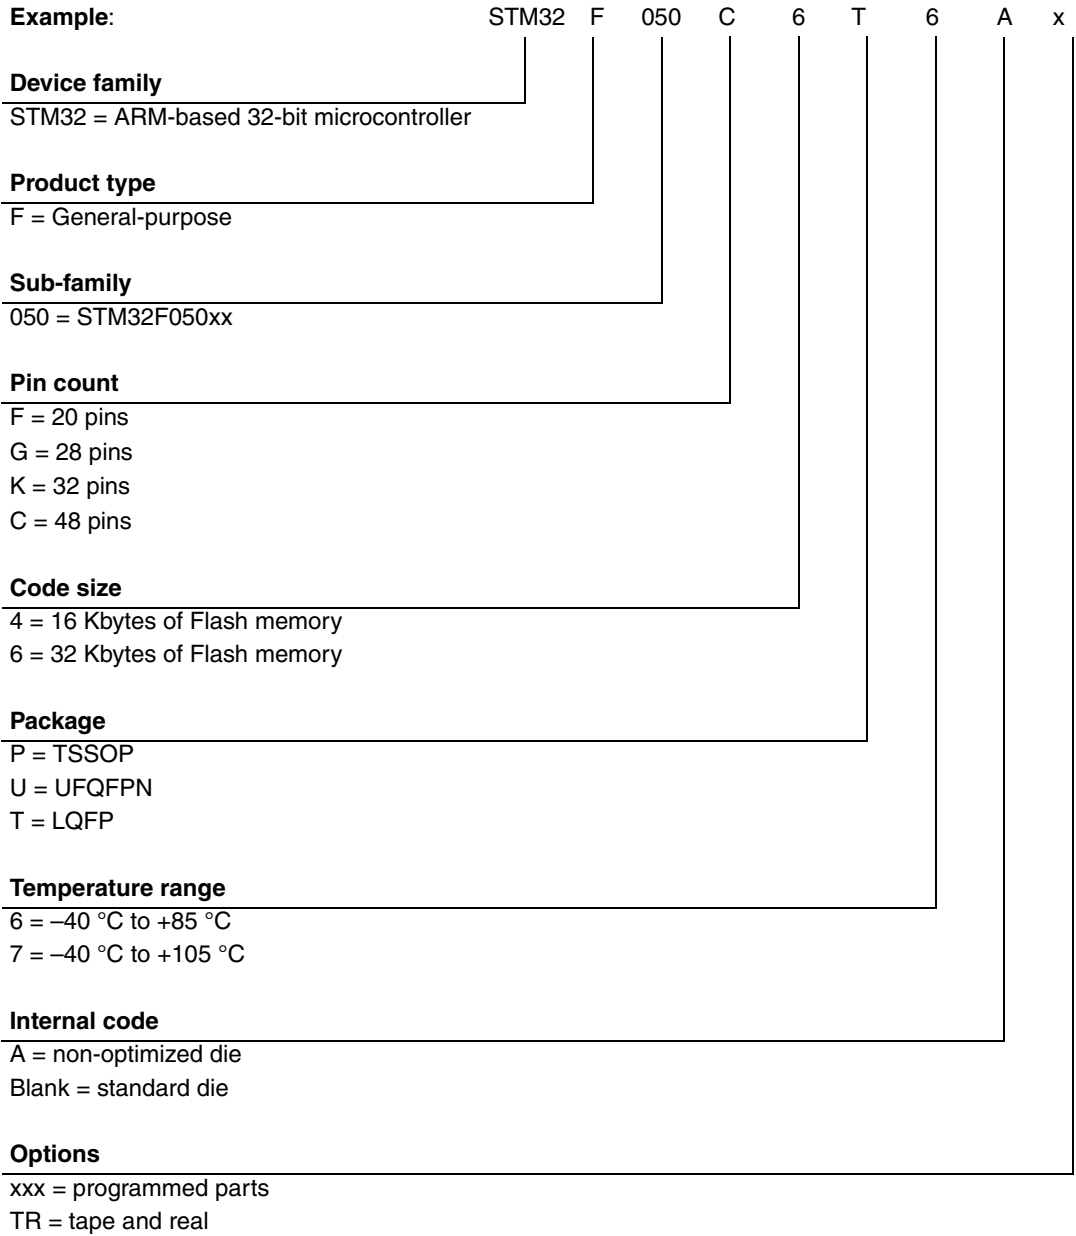 Example: STM32 F 050 C 6 T 6 A x
Device family
STM32 = ARM-based 32-bit microcontroller
Product type
F = General-purpose
Sub-family
050 = STM32F050xx
Pin count
F = 20 pins
G = 28 pins
K = 32 pins
C = 48 pins
Code size
4 = 16 Kbytes of Flash memory
6 = 32 Kbytes of Flash memory
Package
P = TSSOP
U = UFQFPN
T = LQFP
Temperature range
6 = –40 °C to +85 °C
7 = –40 °C to +105 °C
Internal code
A = non-optimized die
Blank = standard die
Options
xxx = programmed parts
TR = tape and real